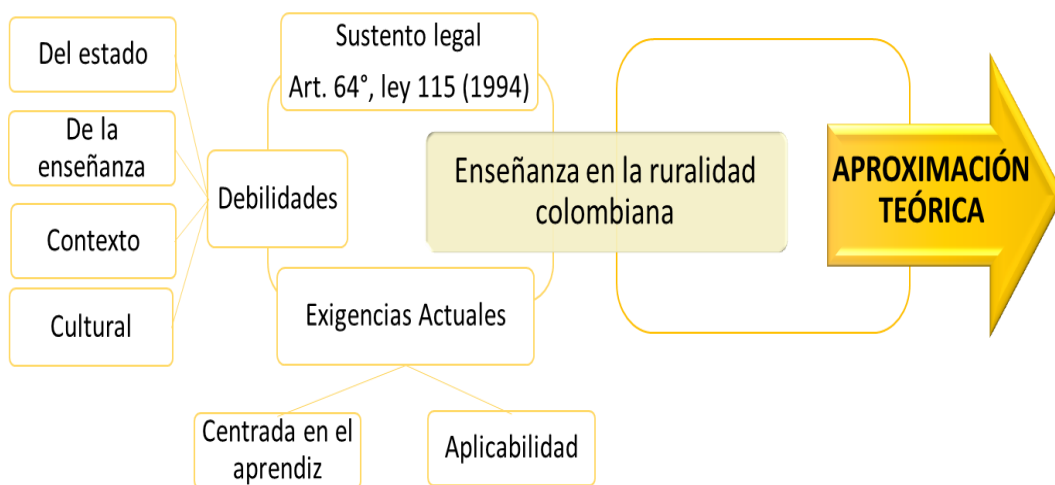 Del estado
De la
enseñanza
Contexto
Cultural
Debilidades
Sustento legal
Art. 64°, ley 115 (1994)
Enseñanza en la ruralidad
colombiana
Exigencias Actuales
Centrada en el
aprendiz
Aplicabilidad
APROXIMACIÓN
TEÓRICA